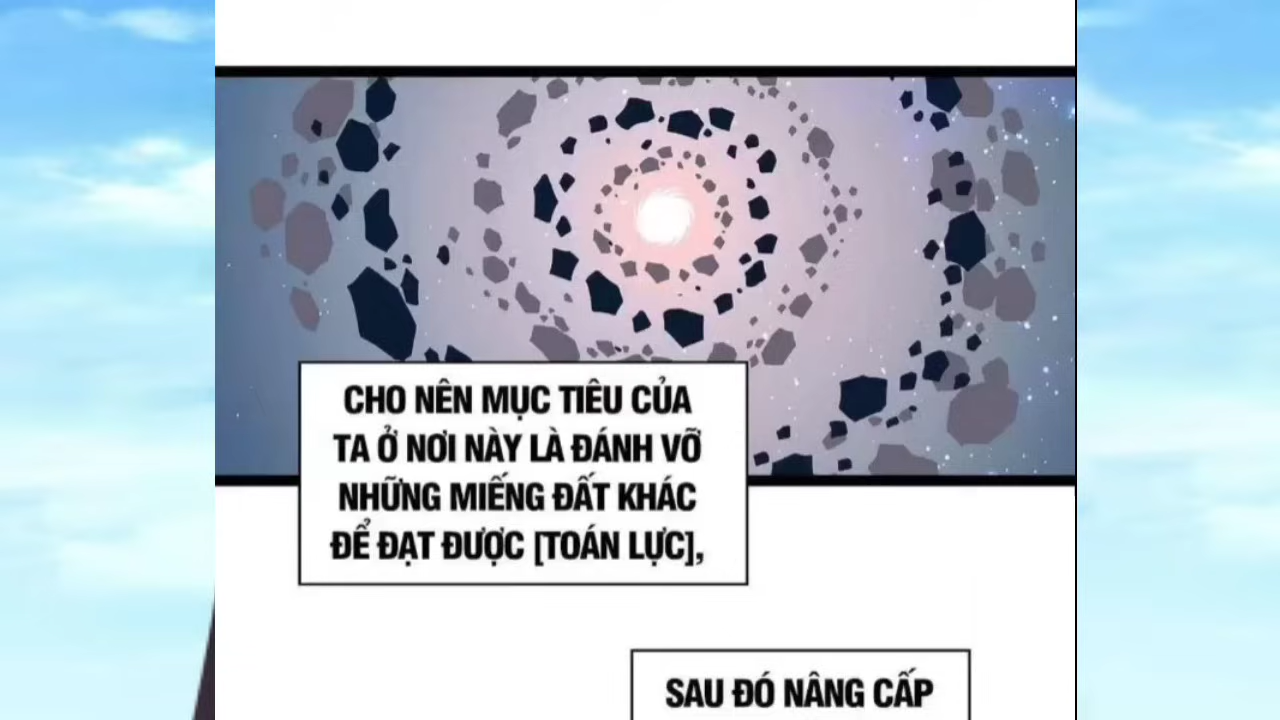 CHO NÊN MỤC TIÊU CỦA
TA Ở NƠI NÀY LÀ ĐÁNH VỠ
NHỮNG MIẾNG ĐẤT KHÁC
ĐỂ ĐẠT ĐƯỢC [TOÁN LỰC],
SAU ĐÓ NÂNG CẤP